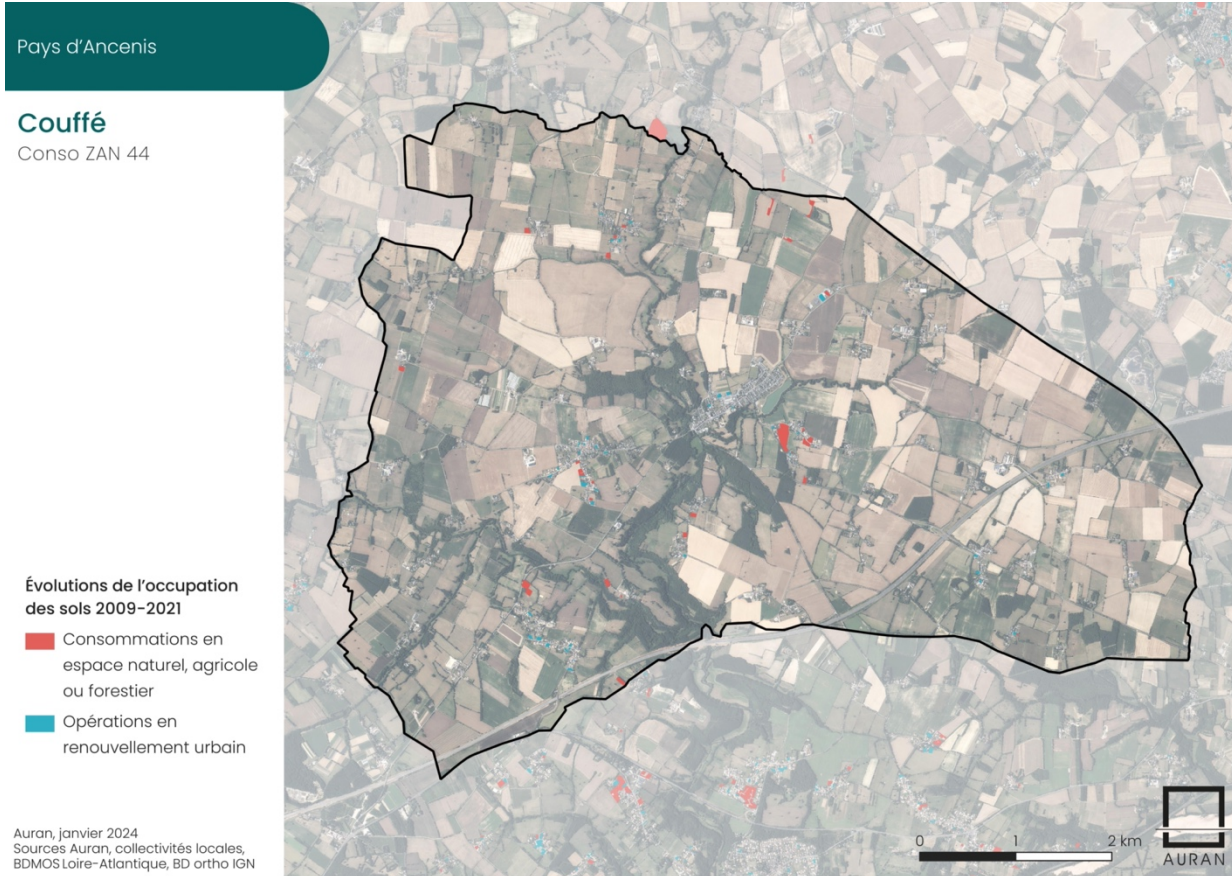 Pays d'Ancenis
Couffé
Conso ZAN 44
Évolutions de l'occupation
des sols 2009-2021
Consommations en
espace naturel, agricole
ou forestier
Opérations en
renouvellement urbain
Auran, janvier 2024
Sources Auran, collectivités locales,
BDMOS Loire-Atlantique, BD ortho IGN
0 1 2 km
AURAN